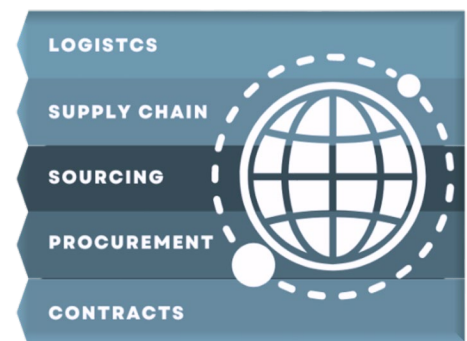 LOGISTCS
SUPPLY CHAIN
SOURCING
PROCUREMENT
CONTRACTS